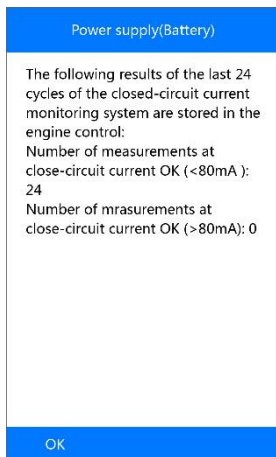 Power supply(Battery)
The following results of the last 24
cycles of the closed-circuit current
monitoring system are stored in the
engine control:
Number of measurements at
close-circuit current OK (<80mA ):
24
Number of mrasurements at
close-circuit current OK (>80mA): 0
OK